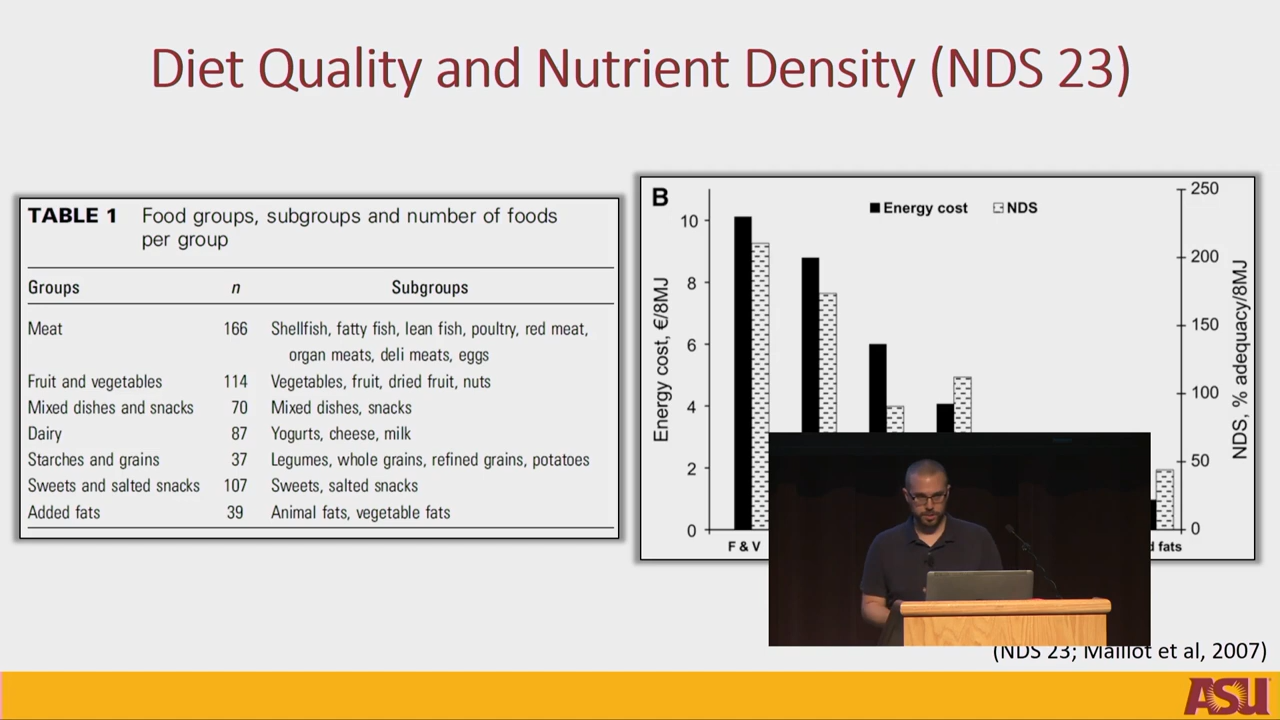 Diet Quality and Nutrient Density (NDS 23)
TABLE 1 Food groups, subgroups and number of foods
per group
Groups n Subgroups
Meat 166 Shellfish, fatty fish, lean fish, poultry, red meat,
organ meats, deli meats, eggs
Fruit and vegetables 114 Vegetables, fruit, dried fruit, nuts
Mixed dishes and snacks 70 Mixed dishes, snacks
Dairy 87 Yogurts, cheese, milk
Starches and grains 37 Legumes, whole grains, refined grains, potatoes
Sweets and salted snacks 107 Sweets, salted snacks
Added fats 39 Animal fats, vegetable fats
B
Energy cost NDS
Energy cost, €/8MJ
10
8
6
4
2
0
250
200
150
100
50
0
NDS, % adequacy/8MJ
F & V
fats
(NDS 23; Maillot et al, 2007)
ASU